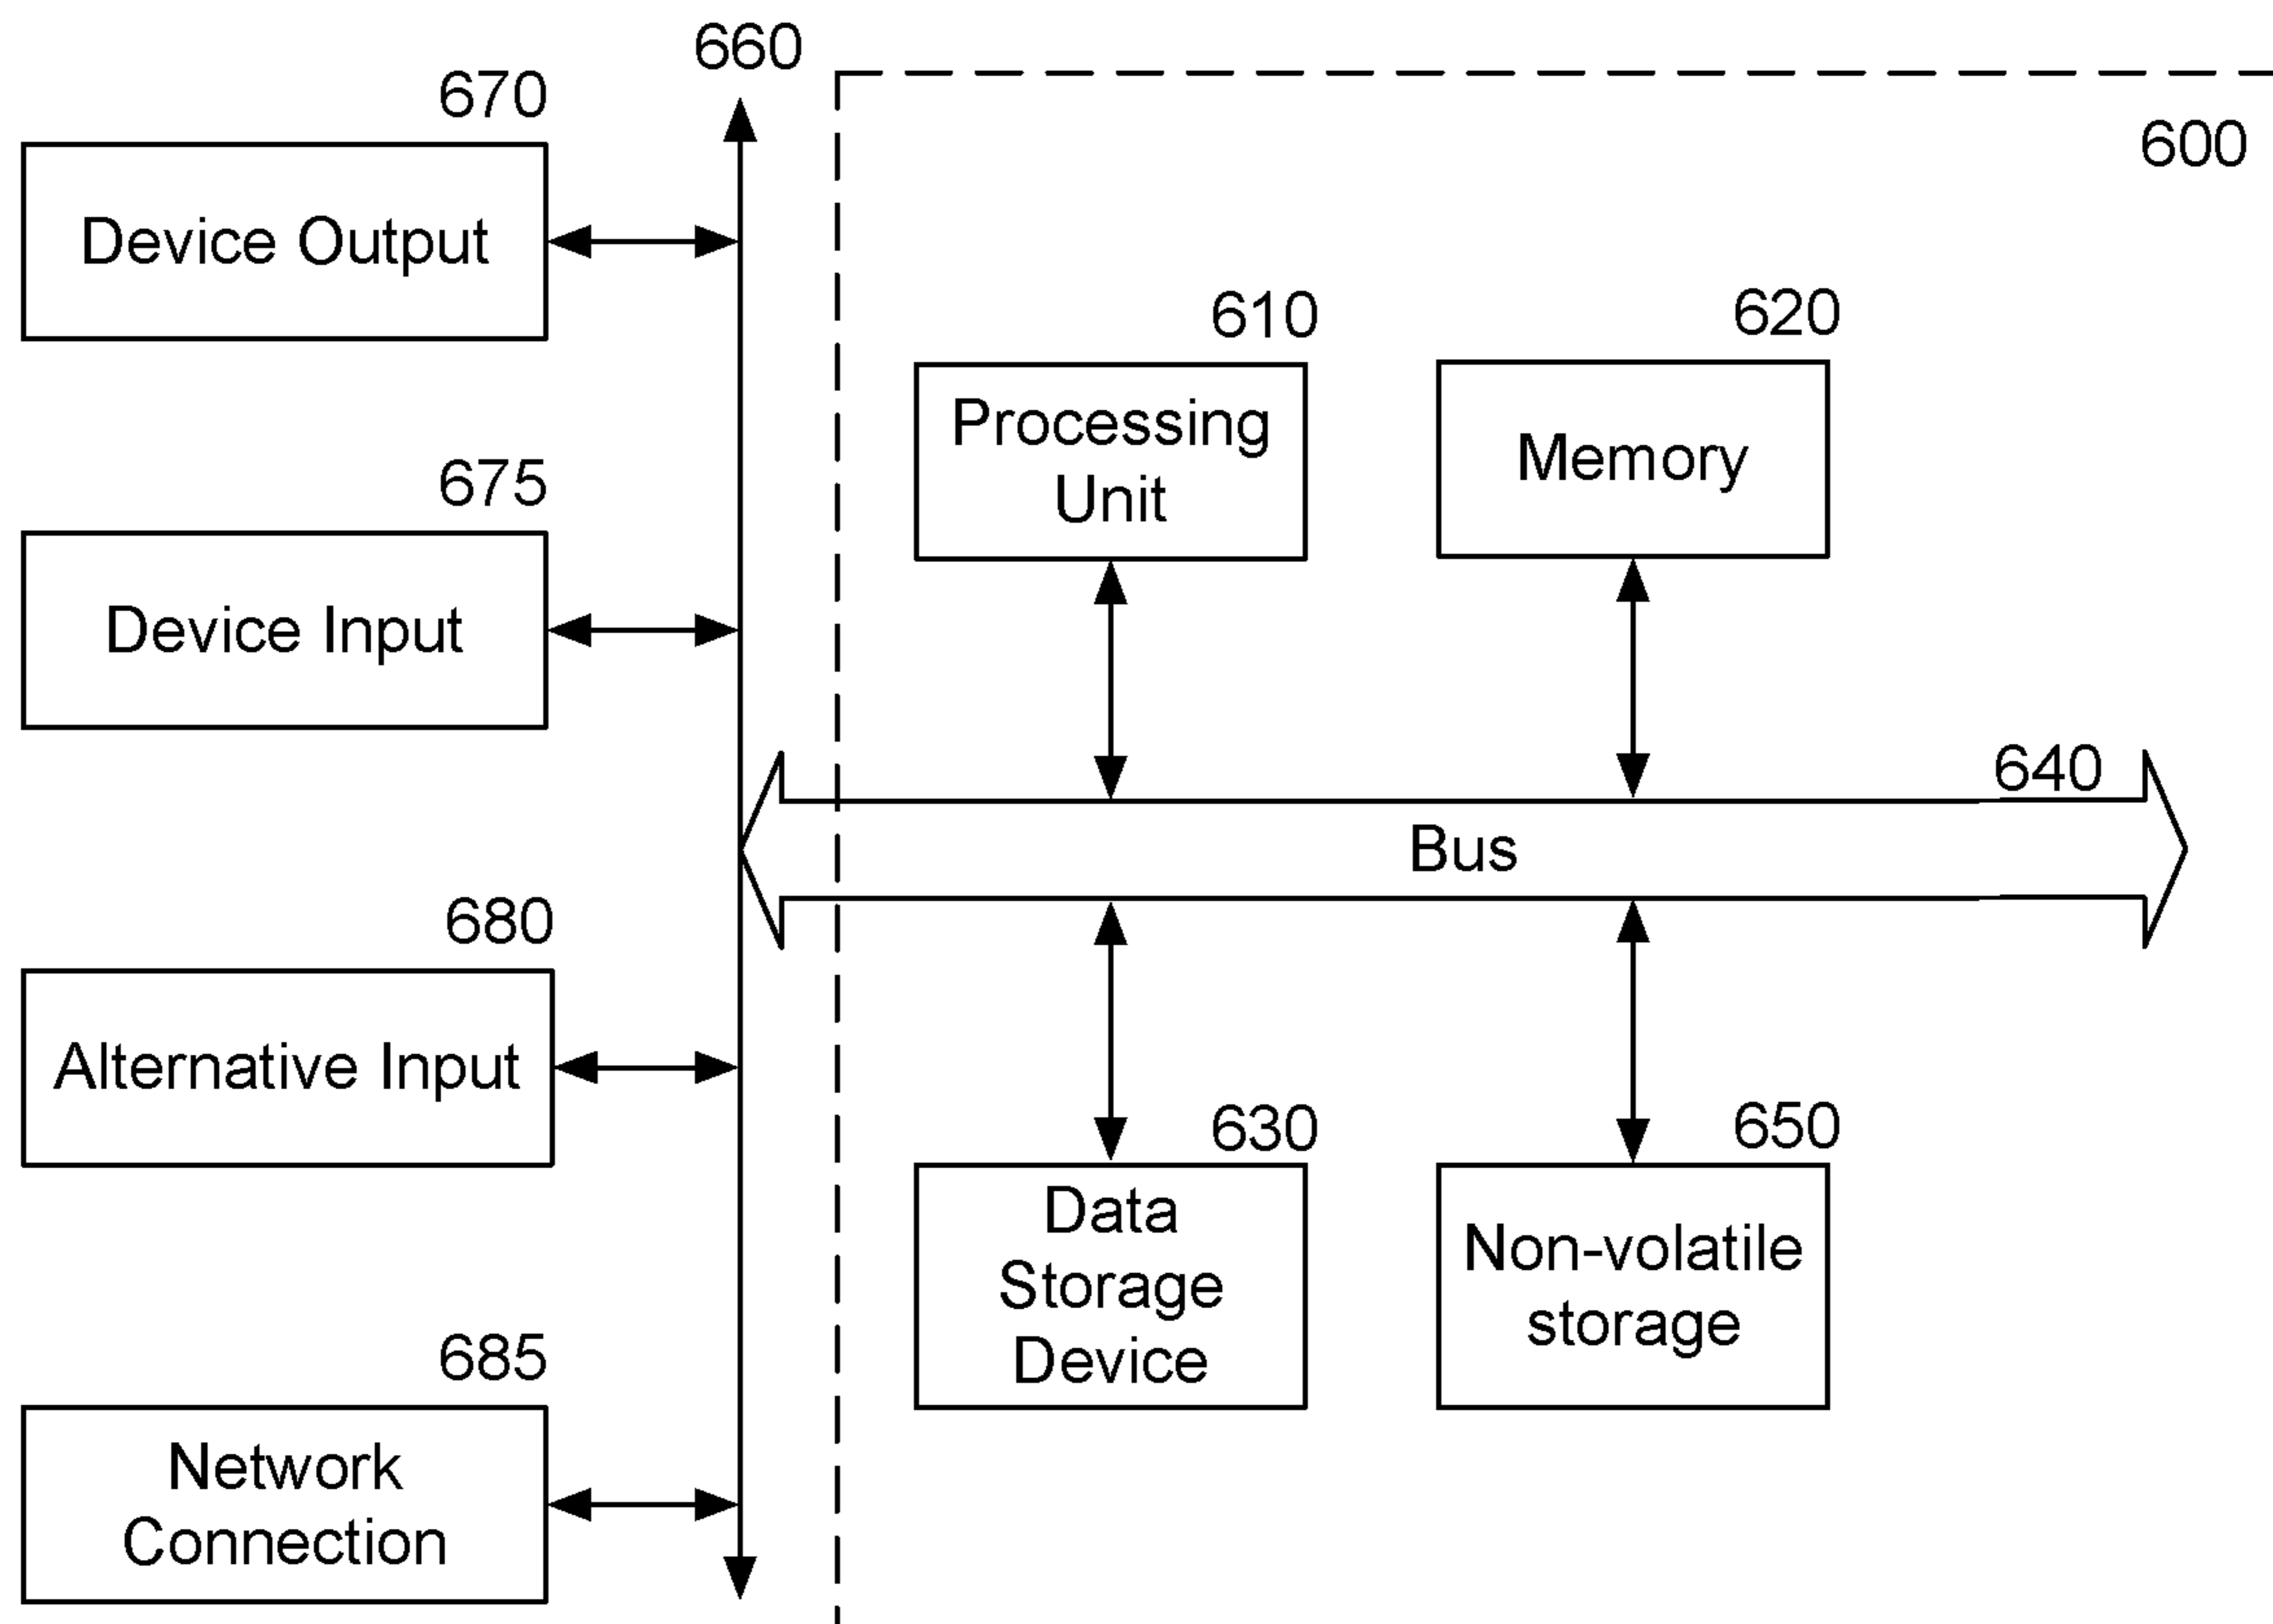 660
670
600
Device Output
610
620
Processing
Unit
Memory
675
Device Input
640
Bus
680
Alternative Input
630
650
Data
Storage
Device
Non-volatile
storage
685
Network
Connection